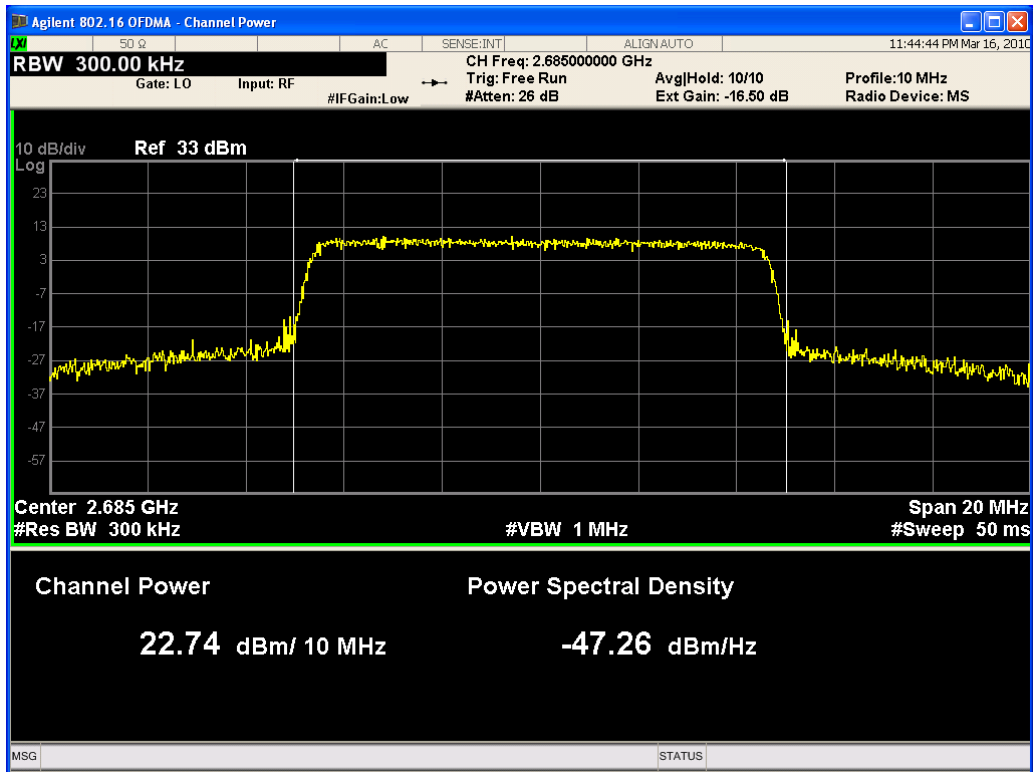 Agilent 802.16 OFDMA - Channel Power
LXI 50 Ω AC SENSE:INT ALIGN AUTO 11:44:44 PM Mar 16, 2010
RBW 300.00 kHz CH Freq: 2.685000000 GHz
Gate: LO Input: RF Trig: Free Run Avg|Hold: 10/10 Profile:10 MHz
#IFGain:Low #Atten: 26 dB Ext Gain: -16.50 dB Radio Device: MS
10 dB/div Ref 33 dBm
Log
23
13
3
-7
-17
-27
-37
-47
-57
Center 2.685 GHz Span 20 MHz
#Res BW 300 kHz #VBW 1 MHz #Sweep 50 ms
Channel Power Power Spectral Density
22.74 dBm/ 10 MHz -47.26 dBm/Hz
MSG STATUS